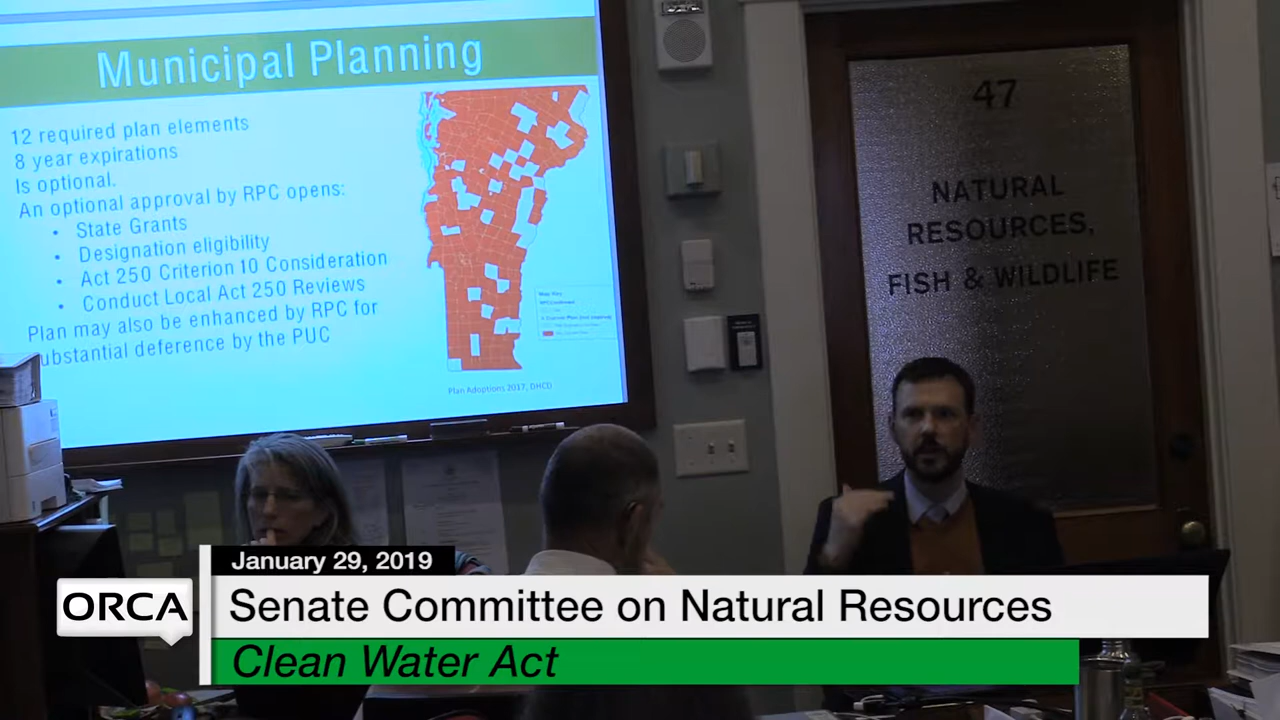 Municipal Planning
12 required plan elements
8 year expirations
Is optional.
An optional approval by RPC opens:
• State Grants
• Designation eligibility
• Act 250 Criterion 10 Consideration
• Conduct Local Act 250 Reviews
Plan may also be enhanced by RPC for
ubstantial deference by the PUC
Plan Adoptions 2017, DHCD
47
NATURAL
RESOURCES,
FISH & WILDLIFE
January 29, 2019
ORCA
Senate Committee on Natural Resources
Clean Water Act